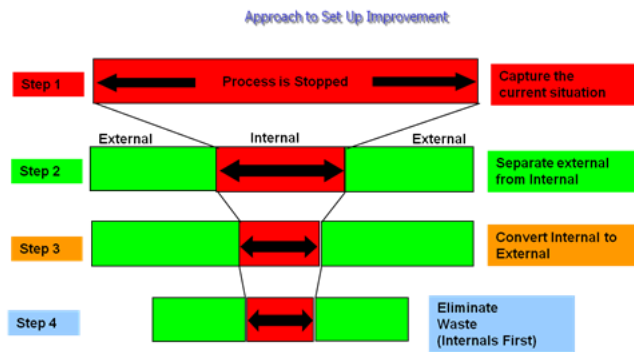 Approach to Set Up Improvement
Step 1
Process is Stopped
Capture the
current situation
External
Internal
External
Step 2
Separate external
from Internal
Step 3
Convert Internal to
External
Step 4
Eliminate
Waste
(Internals First)